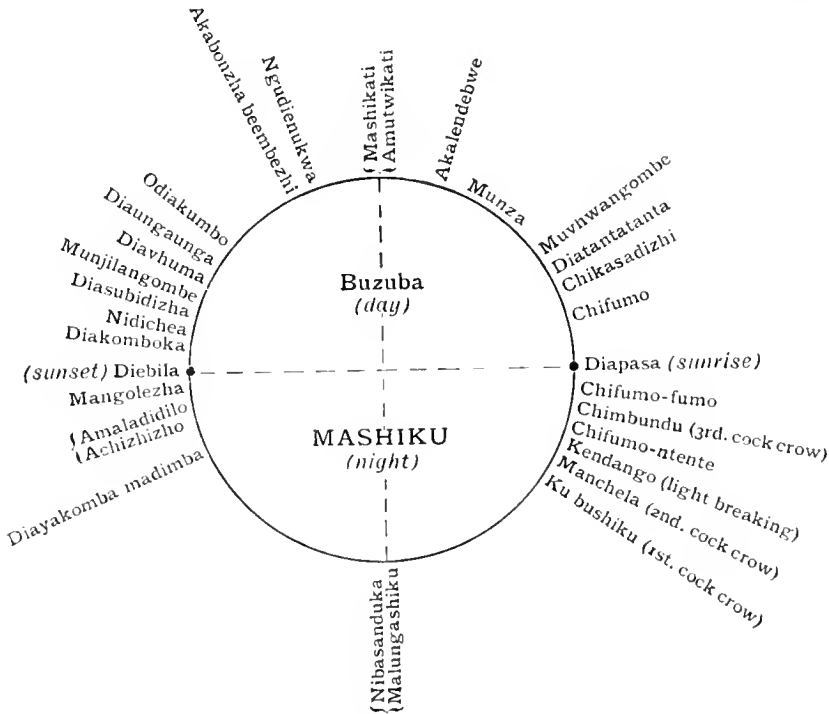 Akabonzha beembezhi
Ngudienukwa
{Mashikati
{Amutwikati
Akalendebwe
Munza
Muvhwangombe
Diatantatanta
Chikasadizhi
Chifumo
Odiakumbo
Diaungaunga
Diavhuma
Munjilangombe
Diasubidizha
Nidichea
Diakomboka
Buzuba
(day)
(sunset) Diebila
Diapasa (sunrise)
Mangolezha
{Amaladidilo
{Achizhizho
Diayakomba madimba
MASHIKU
(night)
Chifumo-fumo
Chimbundu (3rd. cock crow)
Chifumo-ntente
Kendango (light breaking)
Manchela (2nd. cock crow)
Ku bushiku (1st. cock crow)
{Nibasanduka
{Malungashiku